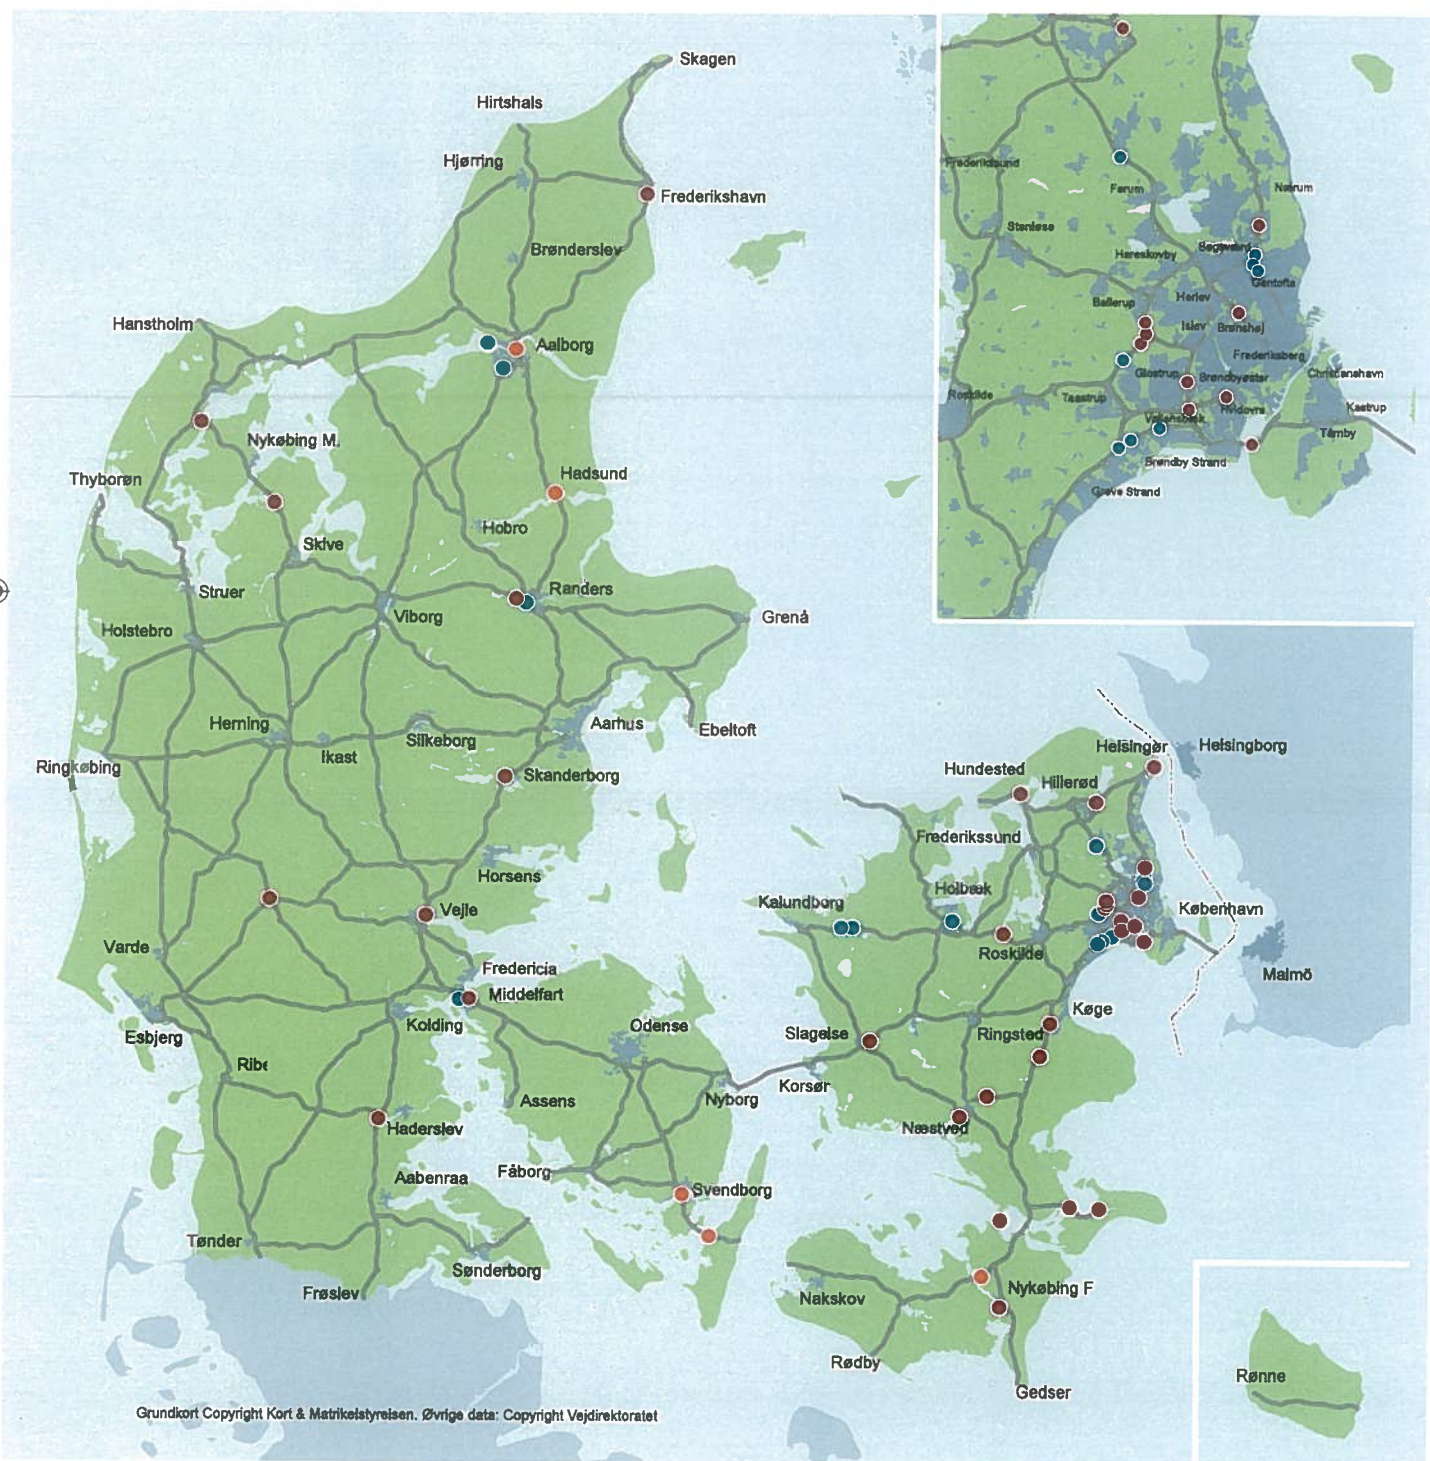 Skagen
Hirtshals
Hjørring
Frederikshavn
Brønderslev
Hanstholm
Aalborg
Nykøbing M.
Thyborøn
Hadsund
Hobro
Skive
Struer
Randers
Viborg
Grenå
Holstebro
Herning
Silkeborg
Aarhus
Ebeltoft
Ikast
Ringkøbing
Skanderborg
Horsens
Vejle
Varde
Fredericia
Middelfart
Kolding
Odense
Esbjerg
Ribe
Assens
Nyborg
Haderslev
Fåborg
Aabenraa
Svendborg
Tønder
Sønderborg
Frøslev
Frederikssund
Farum
Nærum
Stenløse
Hareskovby
Bagsværd
Gentofte
Ballerup
Herlev
Islev
Brønshøj
Frederiksberg
Glostrup
Brøndbyøster
Christianshavn
Roskilde
Taastrup
Vallensbæk
Hvidovre
Kastrup
Tårnby
Brøndby Strand
Greve Strand
Helsingør
Helsingborg
Hundested
Hillerød
Frederikssund
Kalundborg
Holbæk
København
Roskilde
Malmö
Køge
Slagelse
Ringsted
Korsør
Næstved
Nykøbing F
Nakskov
Rødby
Gedser
Rønne
Grundkort Copyright Kort & Matrikelstyrelsen. Øvrige data: Copyright Vejdirektoratet